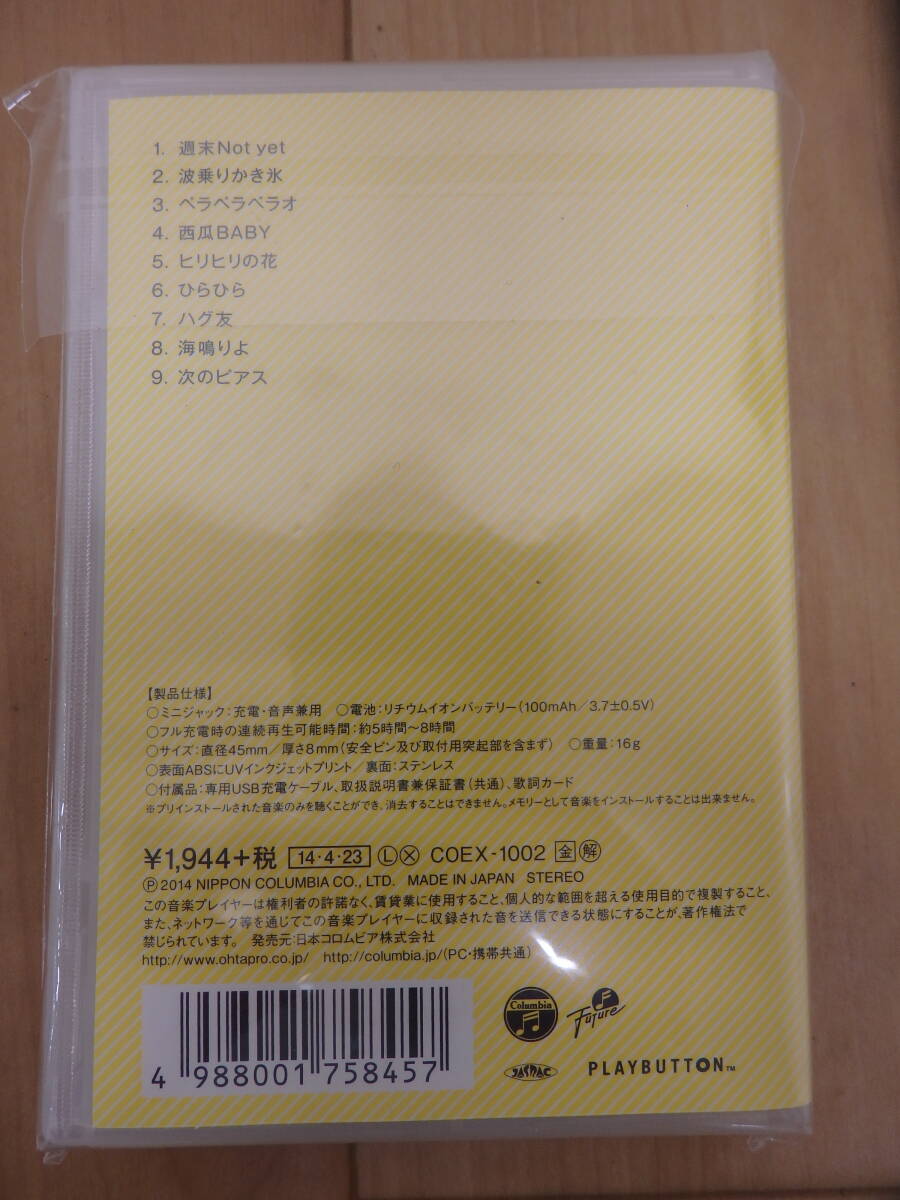 1. 週末Not yet
2. 波乗りかき氷
3. ペラペラペラオ
4. 西瓜BABY
5. ヒリヒリの花
6. ひらひら
7. ハグ友
8. 海鳴りよ
9. 次のピアス
【製品仕様】
○ミニジャック：充電・音声兼用 ○電池：リチウムイオンバッテリー（100mAh／3.7±0.5V）
○フル充電時の連続再生可能時間：約5時間〜8時間
○サイズ：直径45mm／厚さ8mm（安全ピン及び取付用突起部を含まず） ○重量：16g
○表面ABSにUVインクジェットプリント／裏面：ステンレス
○付属品：専用USB充電ケーブル、取扱説明書兼保証書（共通）、歌詞カード
※プリインストールされた音楽のみを聴くことができ、消去することはできません。メモリーとして音楽をインストールすることは出来ません。
¥1,944+税 14・4・23 Ⓛ Ⓧ COEX-1002 金 解
Ⓟ 2014 NIPPON COLUMBIA CO., LTD. MADE IN JAPAN STEREO
この音楽プレイヤーは権利者の許諾なく、賃貸業に使用すること、個人的な範囲を超える使用目的で複製すること、
また、ネットワーク等を通じてこの音楽プレイヤーに収録された音を送信できる状態にすることが、著作権法で
禁じられています。 発売元：日本コロムビア株式会社
http://www.ohtapro.co.jp/ http://columbia.jp/（PC・携帯共通）
Columbia
Future
4 988001 758457
JASRAC
PLAYBUTTON™